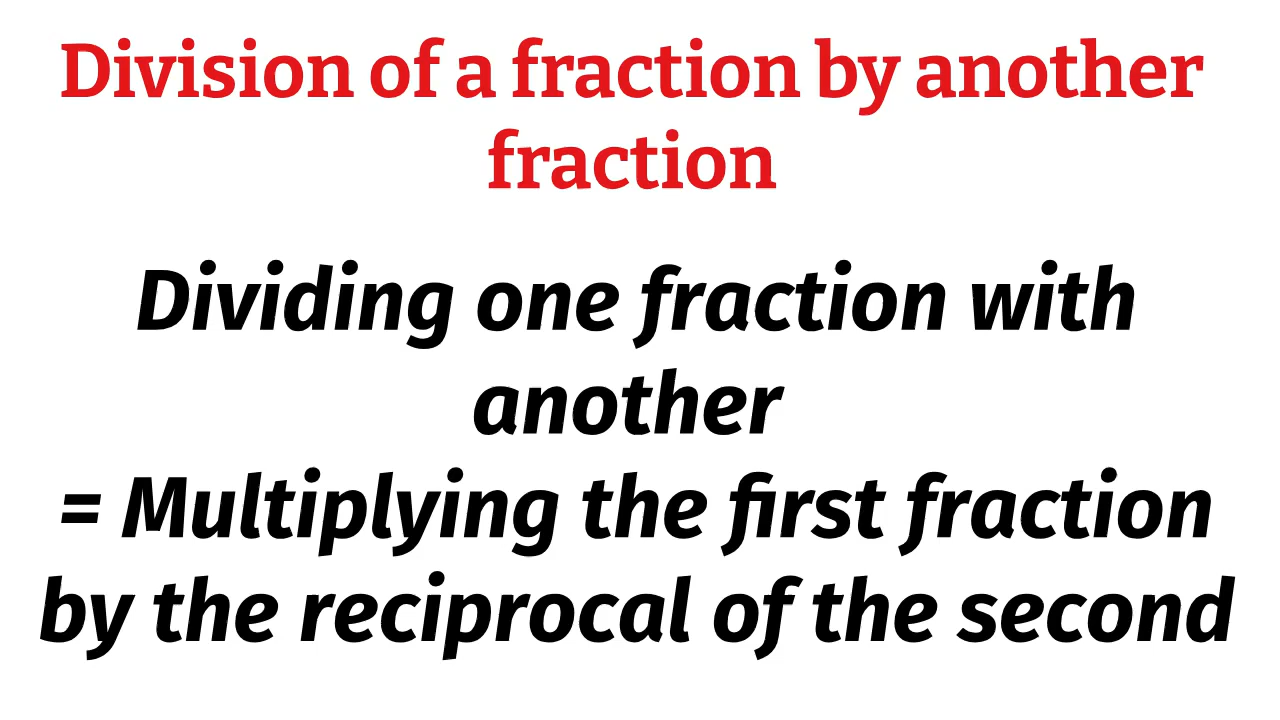 Division of a fraction by another
fraction
Dividing one fraction with
another
= Multiplying the first fraction
by the reciprocal of the second